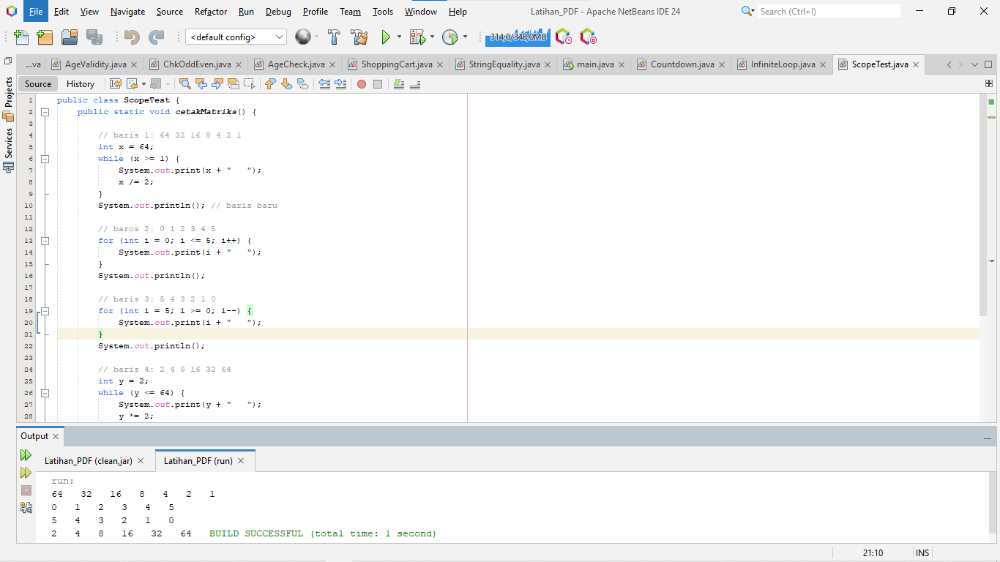 File Edit View Navigate Source Refactor Run Debug Profile Team Tools Window Help Latihan_PDF - Apache NetBeans IDE 24 Search (Ctrl+I)
<default config> 314,0/348,0MB
...va AgeValidity.java ChkOddEven.java AgeCheck.java ShoppingCart.java StringEquality.java main.java Countdown.java InfiniteLoop.java ScopeTest.java
Source History
Projects
Services
1 public class ScopeTest {
2 public static void cetakMatriks() {
3
4 // baris 1: 64 32 16 8 4 2 1
5 int x = 64;
6 while (x >= 1) {
7 System.out.print(x + "   ");
8 x /= 2;
9 }
10 System.out.println(); // baris baru
11
12 // baros 2: 0 1 2 3 4 5
13 for (int i = 0; i <= 5; i++) {
14 System.out.print(i + "   ");
15 }
16 System.out.println();
17
18 // baris 3: 5 4 3 2 1 0
19 for (int i = 5; i >= 0; i--) {
20 System.out.print(i + "   ");
21 }
22 System.out.println();
23
24 // baris 4: 2 4 8 16 32 64
25 int y = 2;
26 while (y <= 64) {
27 System.out.print(y + "   ");
28 y *= 2;
Output
Latihan_PDF (clean,jar) Latihan_PDF (run)
run:
64   32   16   8   4   2   1
0   1   2   3   4   5
5   4   3   2   1   0
2   4   8   16   32   64   BUILD SUCCESSFUL (total time: 1 second)
21:10 INS